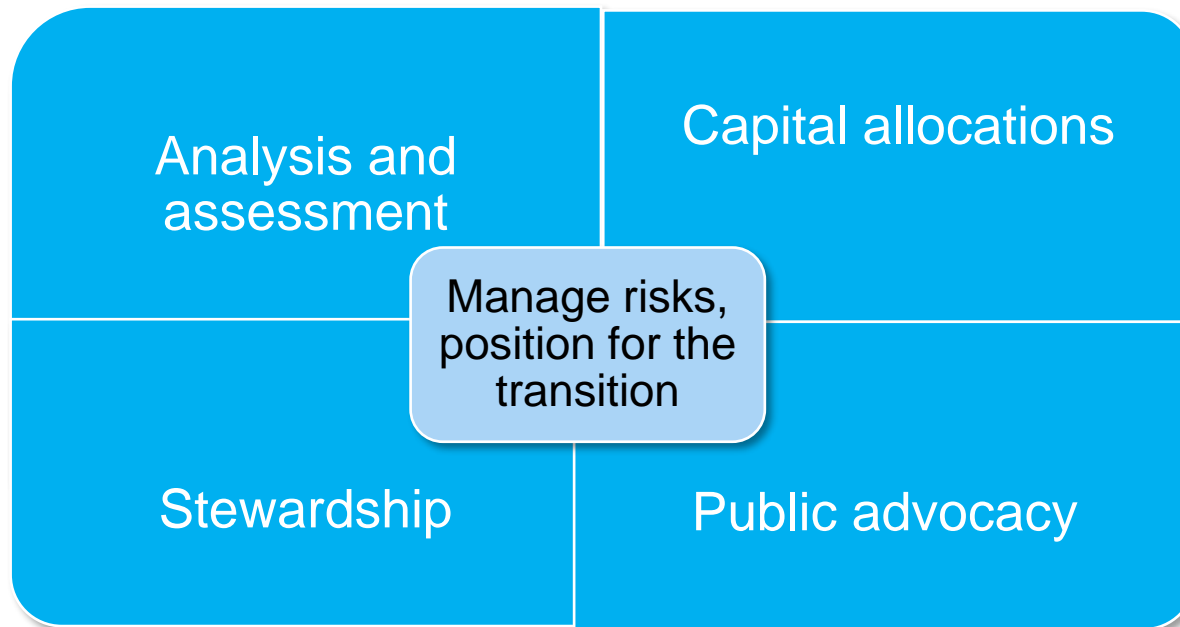 Analysis and
assessment
Capital allocations
Manage risks,
position for the
transition
Stewardship
Public advocacy